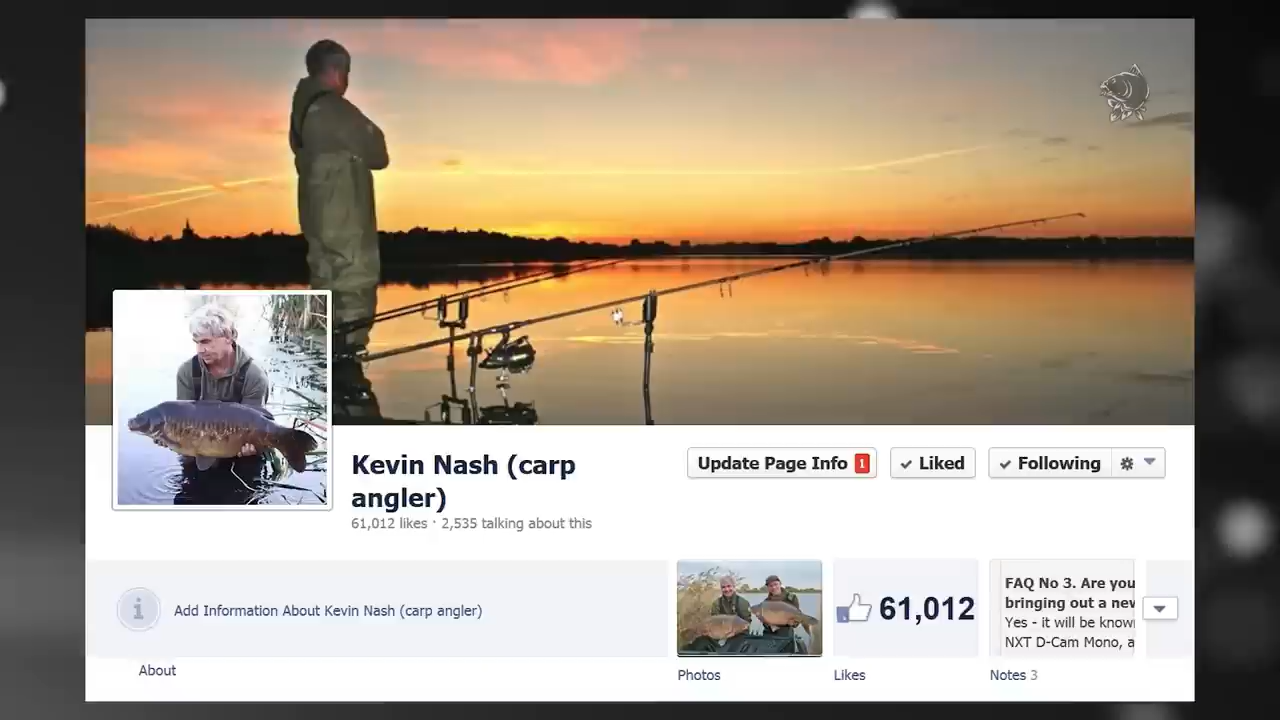 Kevin Nash (carp
angler)
61,012 likes · 2,535 talking about this
Update Page Info 1
Liked
Following
Add Information About Kevin Nash (carp angler)
About
Photos
61,012
Likes
FAQ No 3. Are you
bringing out a new
Yes - it will be know
NXT D-Cam Mono, a
Notes 3